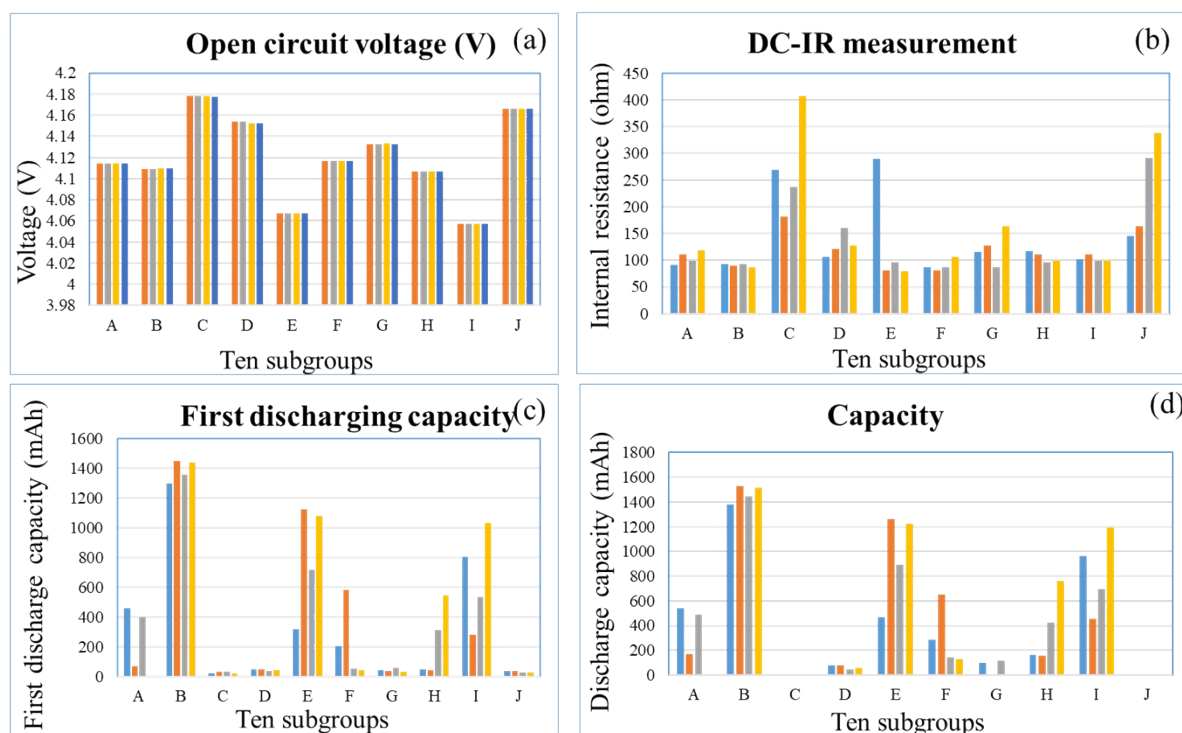 Open circuit voltage (V) (a)
Voltage (V)
4.2
4.18
4.16
4.14
4.12
4.1
4.08
4.06
4.04
4.02
4
3.98
A B C D E F G H I J
Ten subgroups
DC-IR measurement (b)
Internal resistance (ohm)
450
400
350
300
250
200
150
100
50
0
A B C D E F G H I J
Ten subgroups
First discharging capacity (c)
First discharge capacity (mAh)
1600
1400
1200
1000
800
600
400
200
0
A B C D E F G H I J
Ten subgroups
Capacity (d)
Discharge capacity (mAh)
1800
1600
1400
1200
1000
800
600
400
200
0
A B C D E F G H I J
Ten subgroups